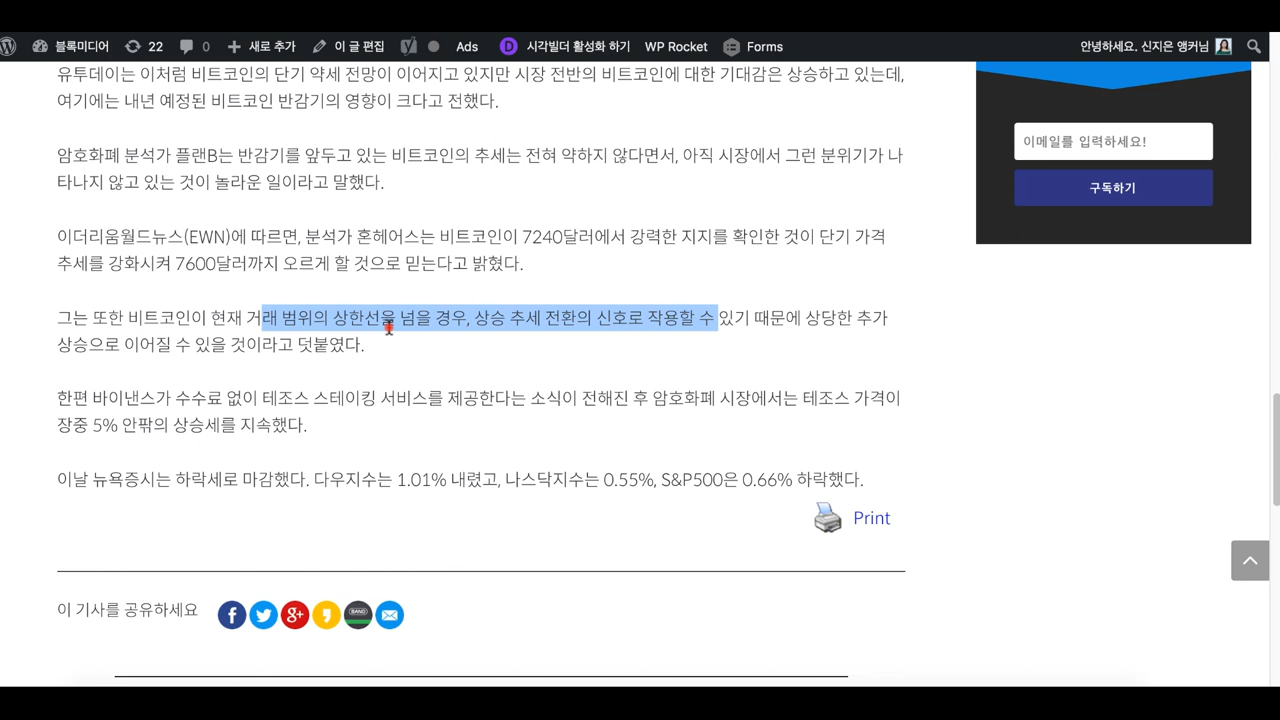 블록미디어 22 0 새로 추가 이 글 편집 Ads D 시각빌더 활성화 하기 WP Rocket Forms 안녕하세요. 신지은 앵커님
유투데이는 이처럼 비트코인의 단기 약세 전망이 이어지고 있지만 시장 전반의 비트코인에 대한 기대감은 상승하고 있는데,
여기에는 내년 예정된 비트코인 반감기의 영향이 크다고 전했다.
암호화폐 분석가 플랜B는 반감기를 앞두고 있는 비트코인의 추세는 전혀 약하지 않다면서, 아직 시장에서 그런 분위기가 나
타나지 않고 있는 것이 놀라운 일이라고 말했다.
이더리움월드뉴스(EWN)에 따르면, 분석가 혼헤어스는 비트코인이 7240달러에서 강력한 지지를 확인한 것이 단기 가격
추세를 강화시켜 7600달러까지 오르게 할 것으로 믿는다고 밝혔다.
그는 또한 비트코인이 현재 거래 범위의 상한선을 넘을 경우, 상승 추세 전환의 신호로 작용할 수 있기 때문에 상당한 추가
상승으로 이어질 수 있을 것이라고 덧붙였다.
한편 바이낸스가 수수료 없이 테조스 스테이킹 서비스를 제공한다는 소식이 전해진 후 암호화폐 시장에서는 테조스 가격이
장중 5% 안팎의 상승세를 지속했다.
이날 뉴욕증시는 하락세로 마감했다. 다우지수는 1.01% 내렸고, 나스닥지수는 0.55%, S&P500은 0.66% 하락했다.
Print
이 기사를 공유하세요
BAND
이메일를 입력하세요!
구독하기